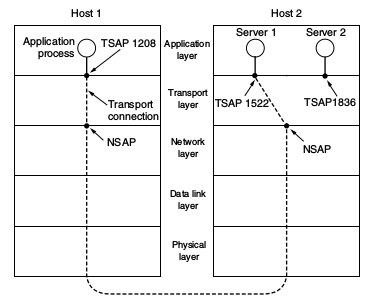 Host 1
Host 2
Application
process
TSAP 1208
Application
layer
Server 1
Server 2
Transport
connection
Transport
layer
TSAP 1522
TSAP1836
NSAP
Network
layer
NSAP
Data link
layer
Physical
layer